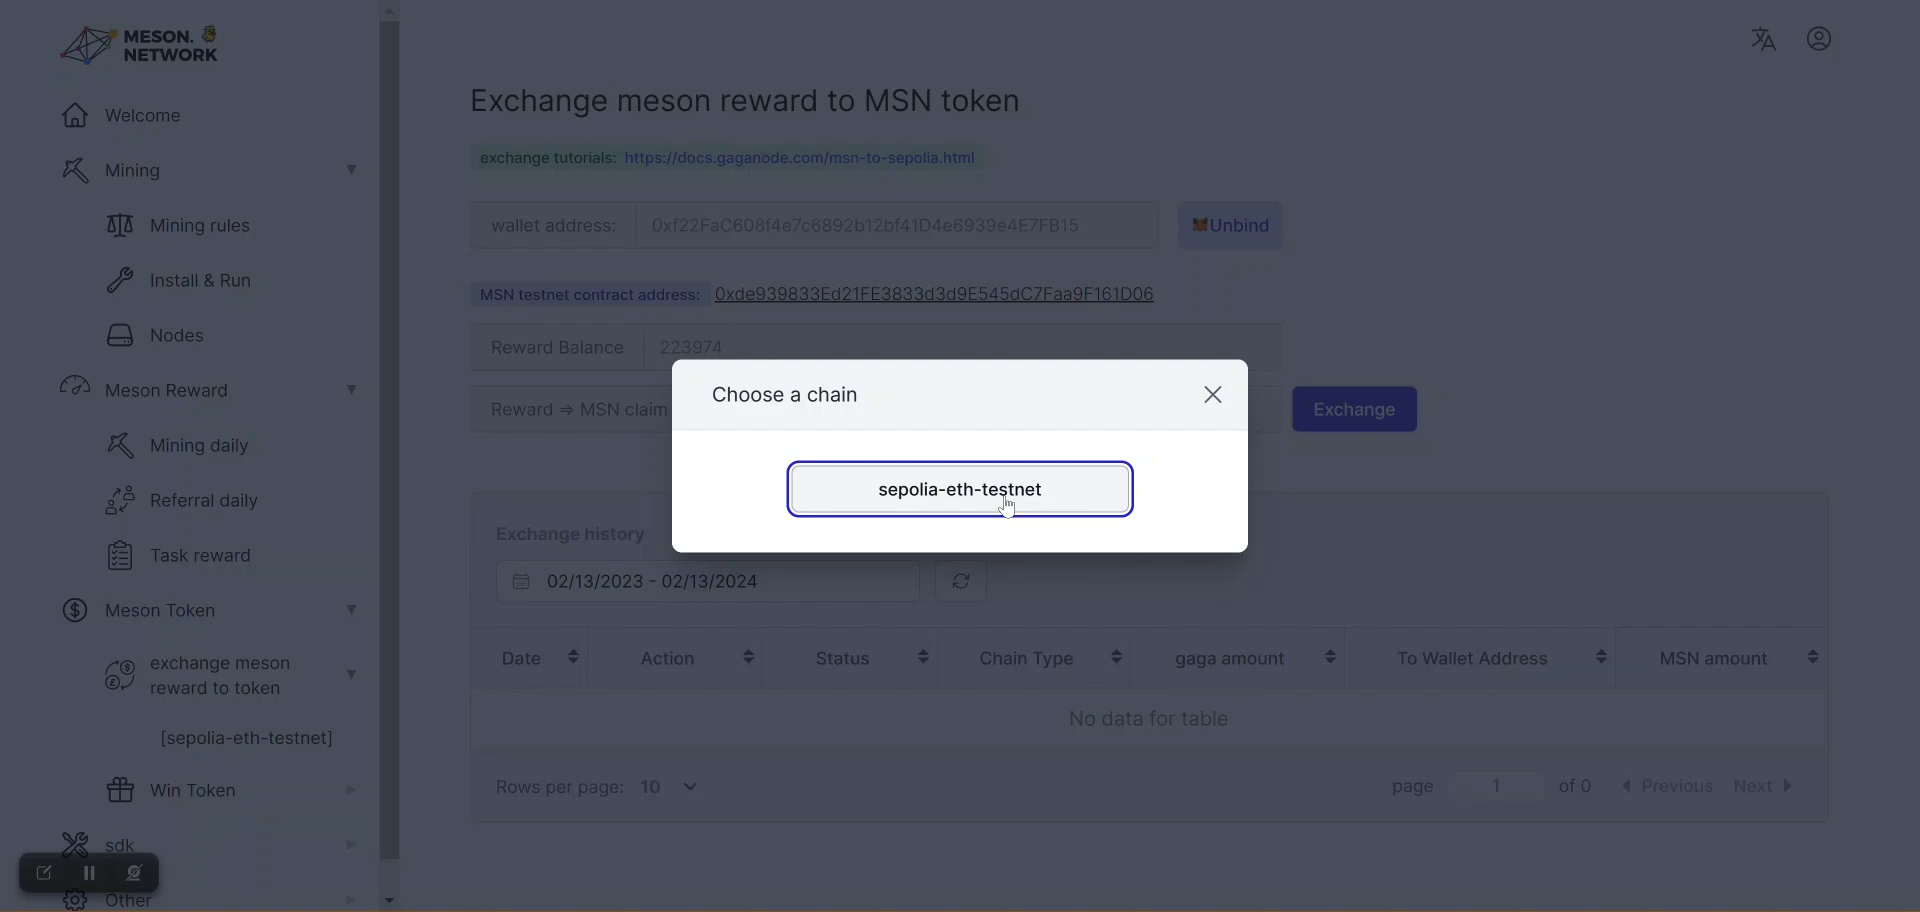 MESON.
NETWORK
Welcome
Mining
Mining rules
Install & Run
Nodes
Meson Reward
Mining daily
Referral daily
Task reward
Meson Token
exchange meson
reward to token
[sepolia-eth-testnet]
Win Token
sdk
Other
Exchange meson reward to MSN token
exchange tutorials: https://docs.gaganode.com/msn-to-sepolia.html
wallet address: 0xf22FaC608f4e7c6892b12bf41D4e6939e4E7FB15 Unbind
MSN testnet contract address: 0xde939833Ed21FE3833d3d9E545dC7Faa9F161D06
Reward Balance 223974
Reward ⇒ MSN claim Exchange
Choose a chain
sepolia-eth-testnet
Exchange history
02/13/2023 - 02/13/2024
Date Action Status Chain Type gaga amount To Wallet Address MSN amount
No data for table
Rows per page: 10 page 1 of 0 Previous Next